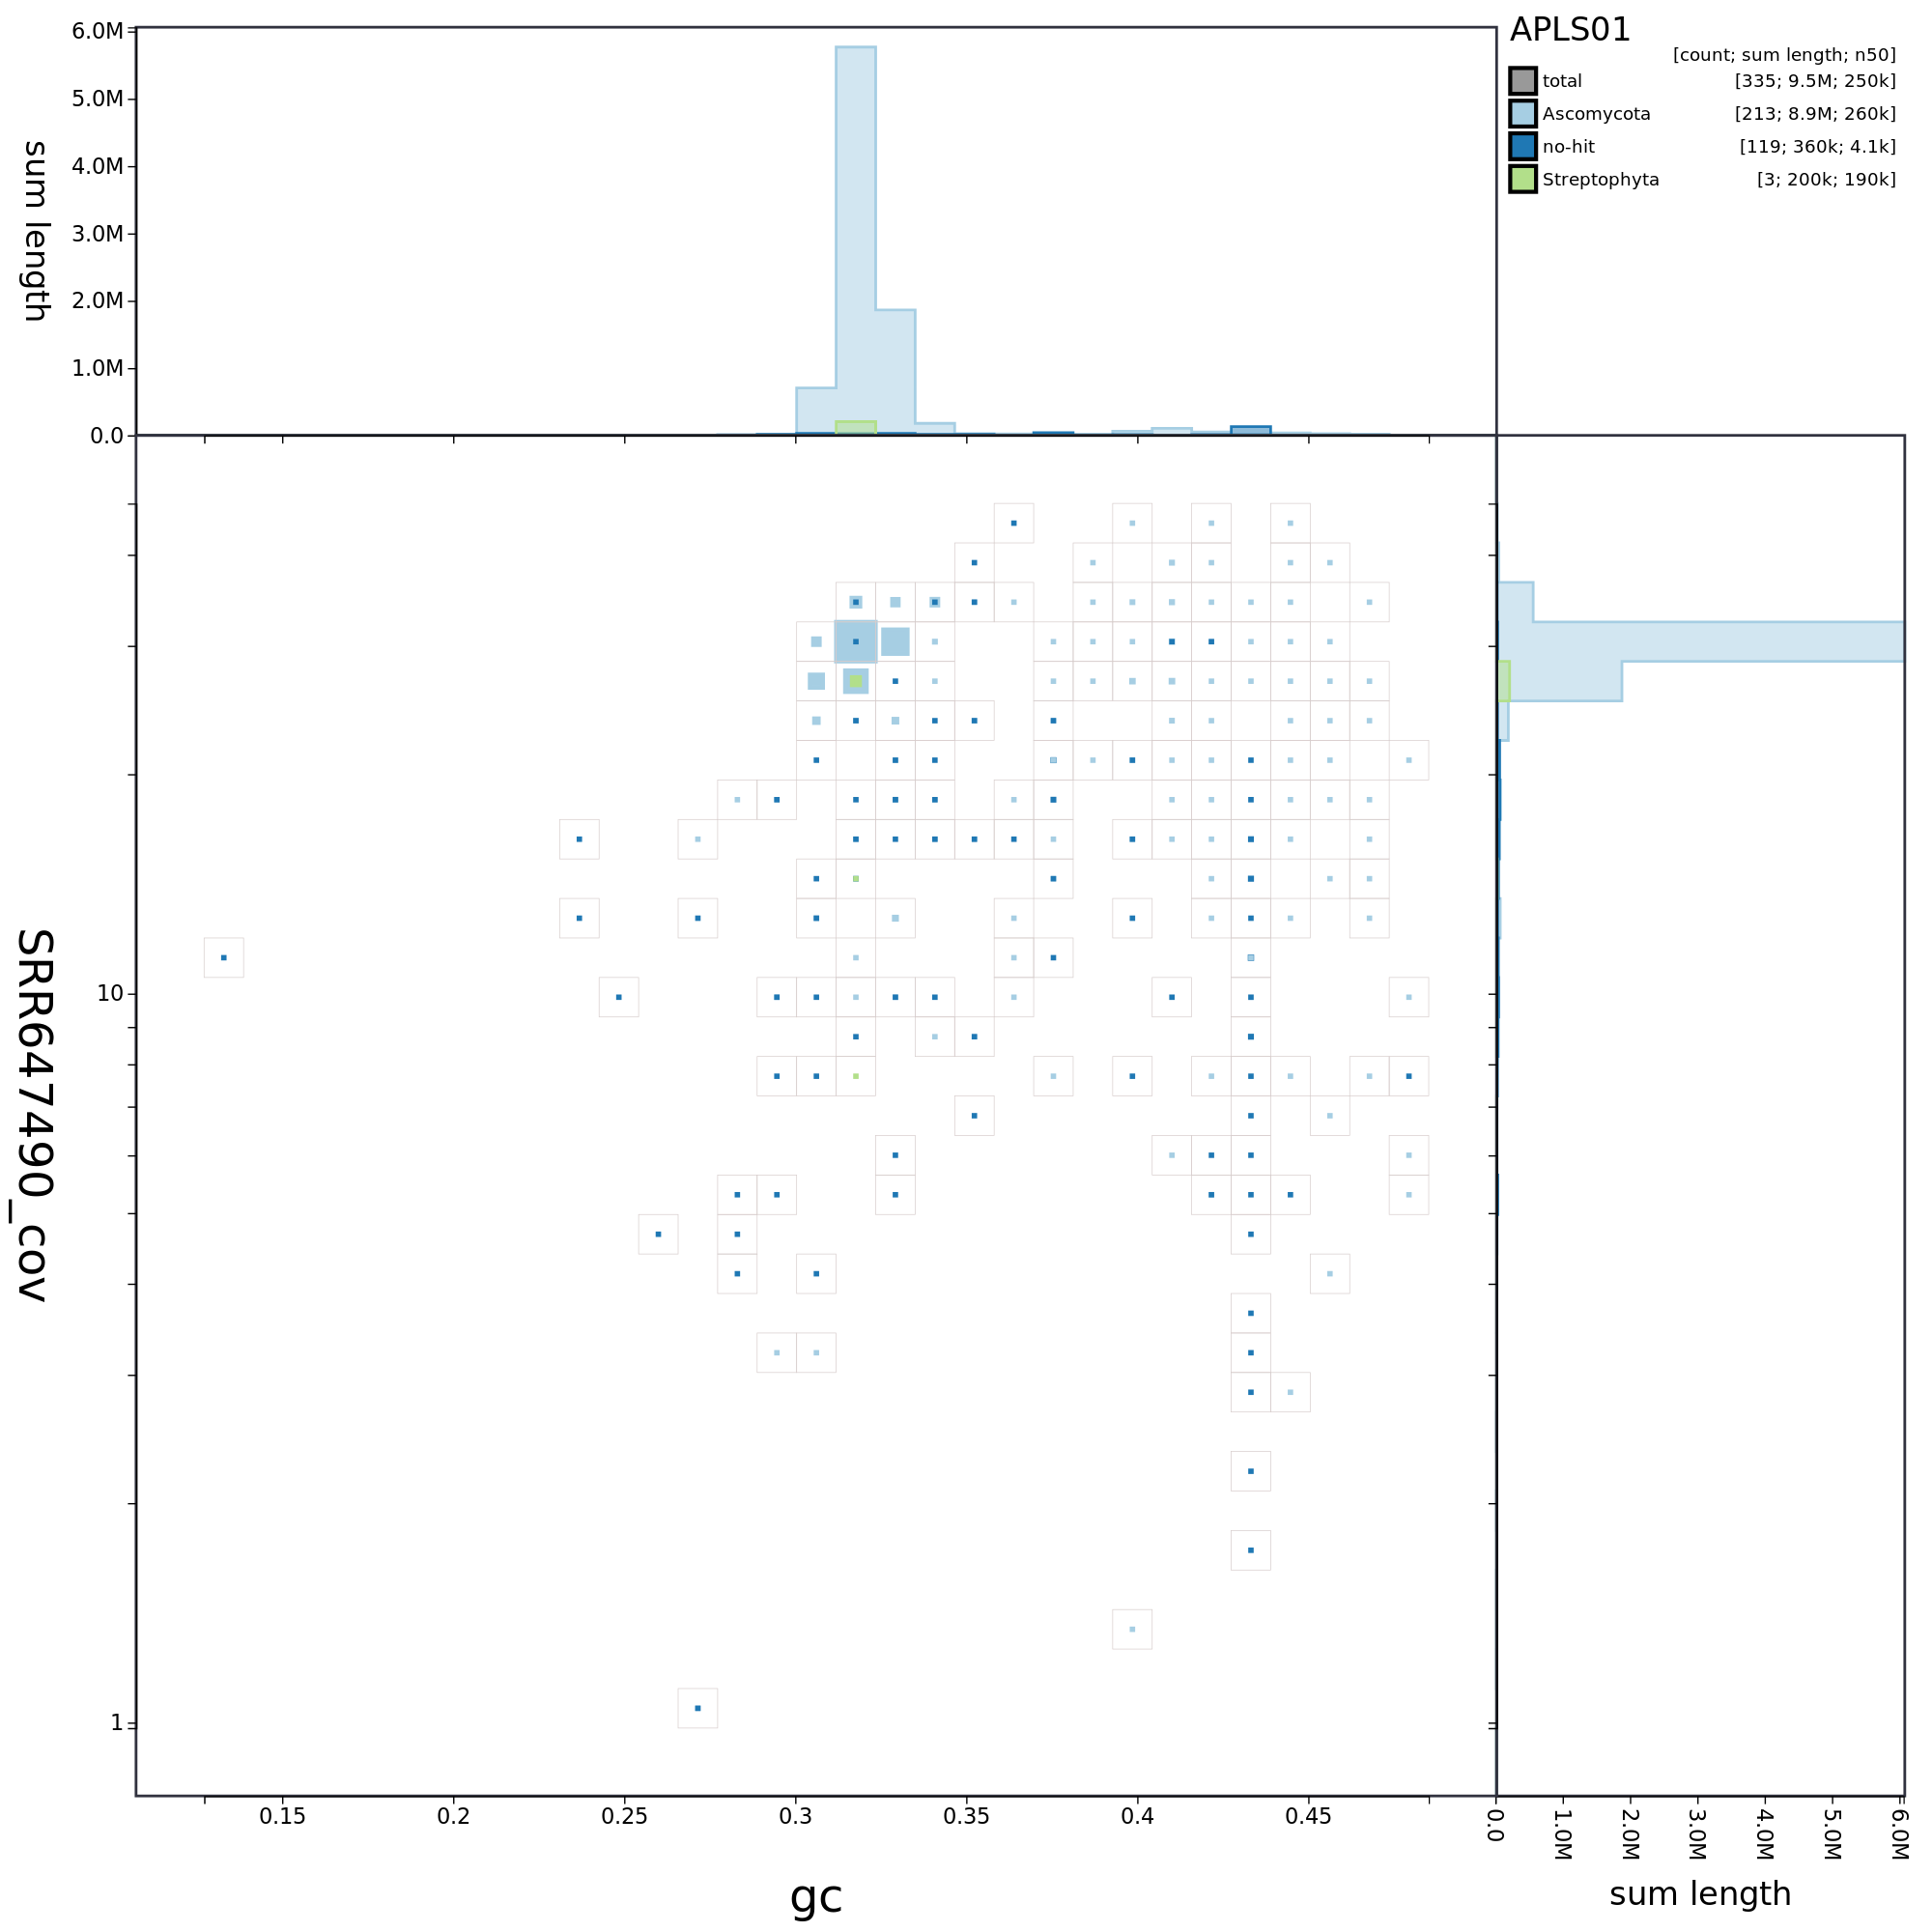 APLS01
[count; sum length; n50]
total [335; 9.5M; 250k]
Ascomycota [213; 8.9M; 260k]
no-hit [119; 360k; 4.1k]
Streptophyta [3; 200k; 190k]
sum length
6.0M
5.0M
4.0M
3.0M
2.0M
1.0M
0.0
SRR647490_cov
10
1
0.15 0.2 0.25 0.3 0.35 0.4 0.45
gc
0.0 1.0M 2.0M 3.0M 4.0M 5.0M 6.0M
sum length